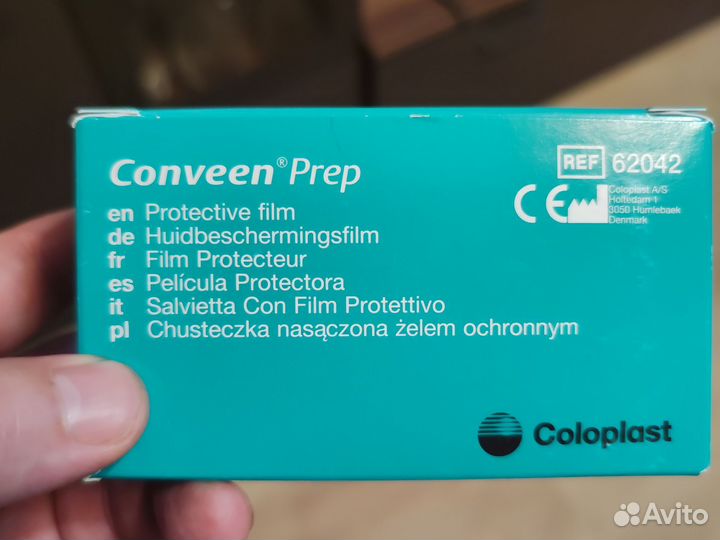 Conveen® Prep
REF 62042
CE
Coloplast A/S
Holtedam 1
3050 Humlebaek
Denmark
en Protective film
de Huidbeschermingsfilm
fr Film Protecteur
es Película Protectora
it Salvietta Con Film Protettivo
pl Chusteczka nasączona żelem ochronnym
Coloplast
Avito